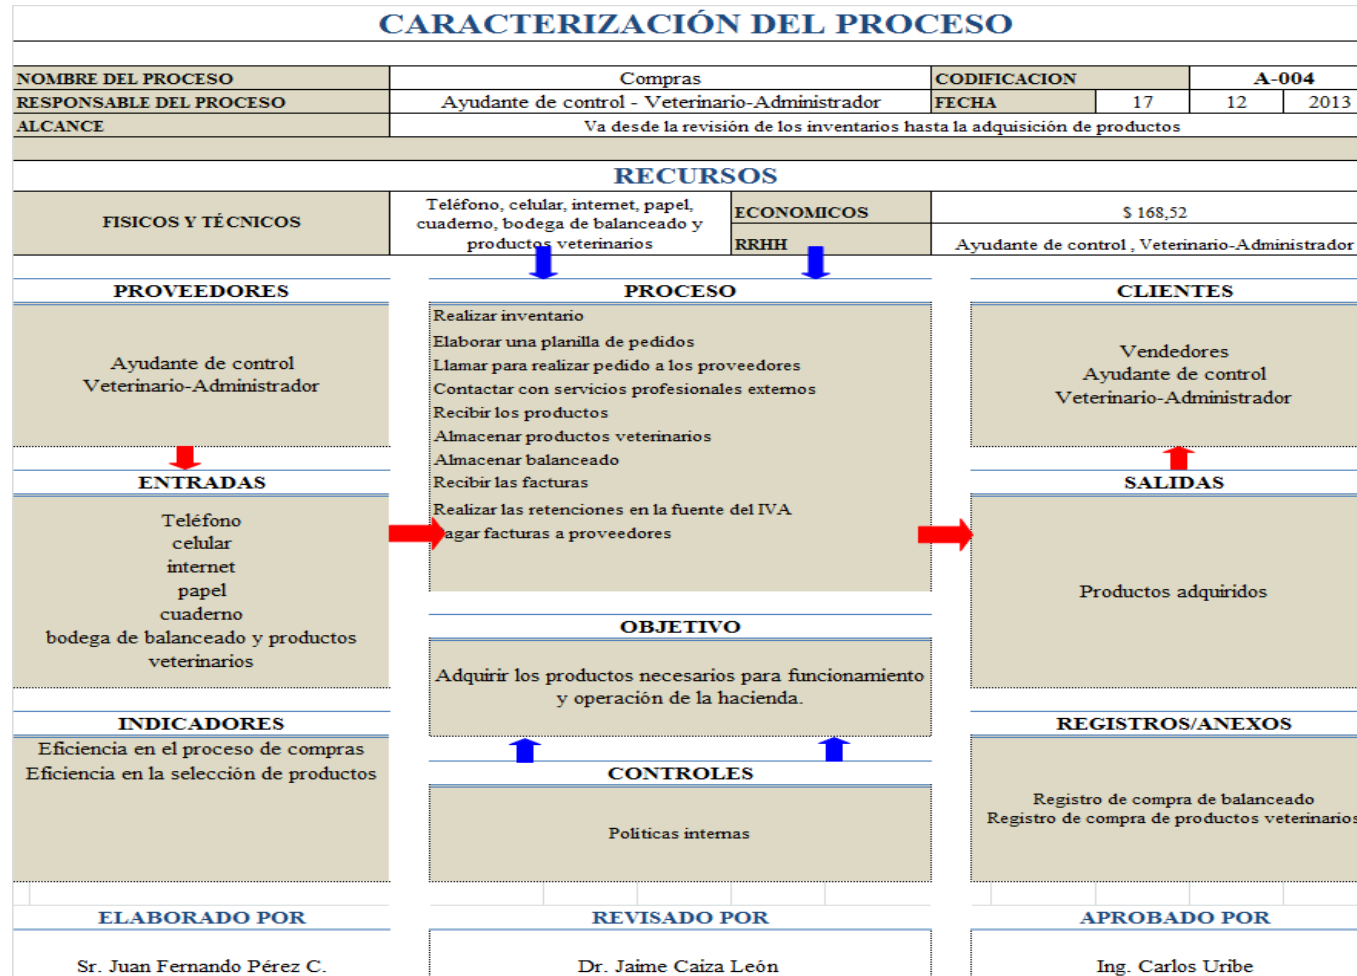 CARACTERIZACIÓN DEL PROCESO
NOMBRE DEL PROCESO Compras CODIFICACION A-004
RESPONSABLE DEL PROCESO Ayudante de control - Veterinario-Administrador FECHA 17 12 2013
ALCANCE Va desde la revisión de los inventarios hasta la adquisición de productos
RECURSOS
FISICOS Y TÉCNICOS
Teléfono, celular, internet, papel,
cuaderno, bodega de balanceado y
productos veterinarios
ECONOMICOS $ 168,52
RRHH Ayudante de control , Veterinario-Administrador
PROVEEDORES
Ayudante de control
Veterinario-Administrador
ENTRADAS
Teléfono
celular
internet
papel
cuaderno
bodega de balanceado y productos
veterinarios
INDICADORES
Eficiencia en el proceso de compras
Eficiencia en la selección de productos
PROCESO
Realizar inventario
Elaborar una planilla de pedidos
Llamar para realizar pedido a los proveedores
Contactar con servicios profesionales externos
Recibir los productos
Almacenar productos veterinarios
Almacenar balanceado
Recibir las facturas
Realizar las retenciones en la fuente del IVA
agar facturas a proveedores
OBJETIVO
Adquirir los productos necesarios para funcionamiento
y operación de la hacienda.
CONTROLES
Políticas internas
CLIENTES
Vendedores
Ayudante de control
Veterinario-Administrador
SALIDAS
Productos adquiridos
REGISTROS/ANEXOS
Registro de compra de balanceado
Registro de compra de productos veterinarios
ELABORADO POR
Sr. Juan Fernando Pérez C.
REVISADO POR
Dr. Jaime Caiza León
APROBADO POR
Ing. Carlos Uribe